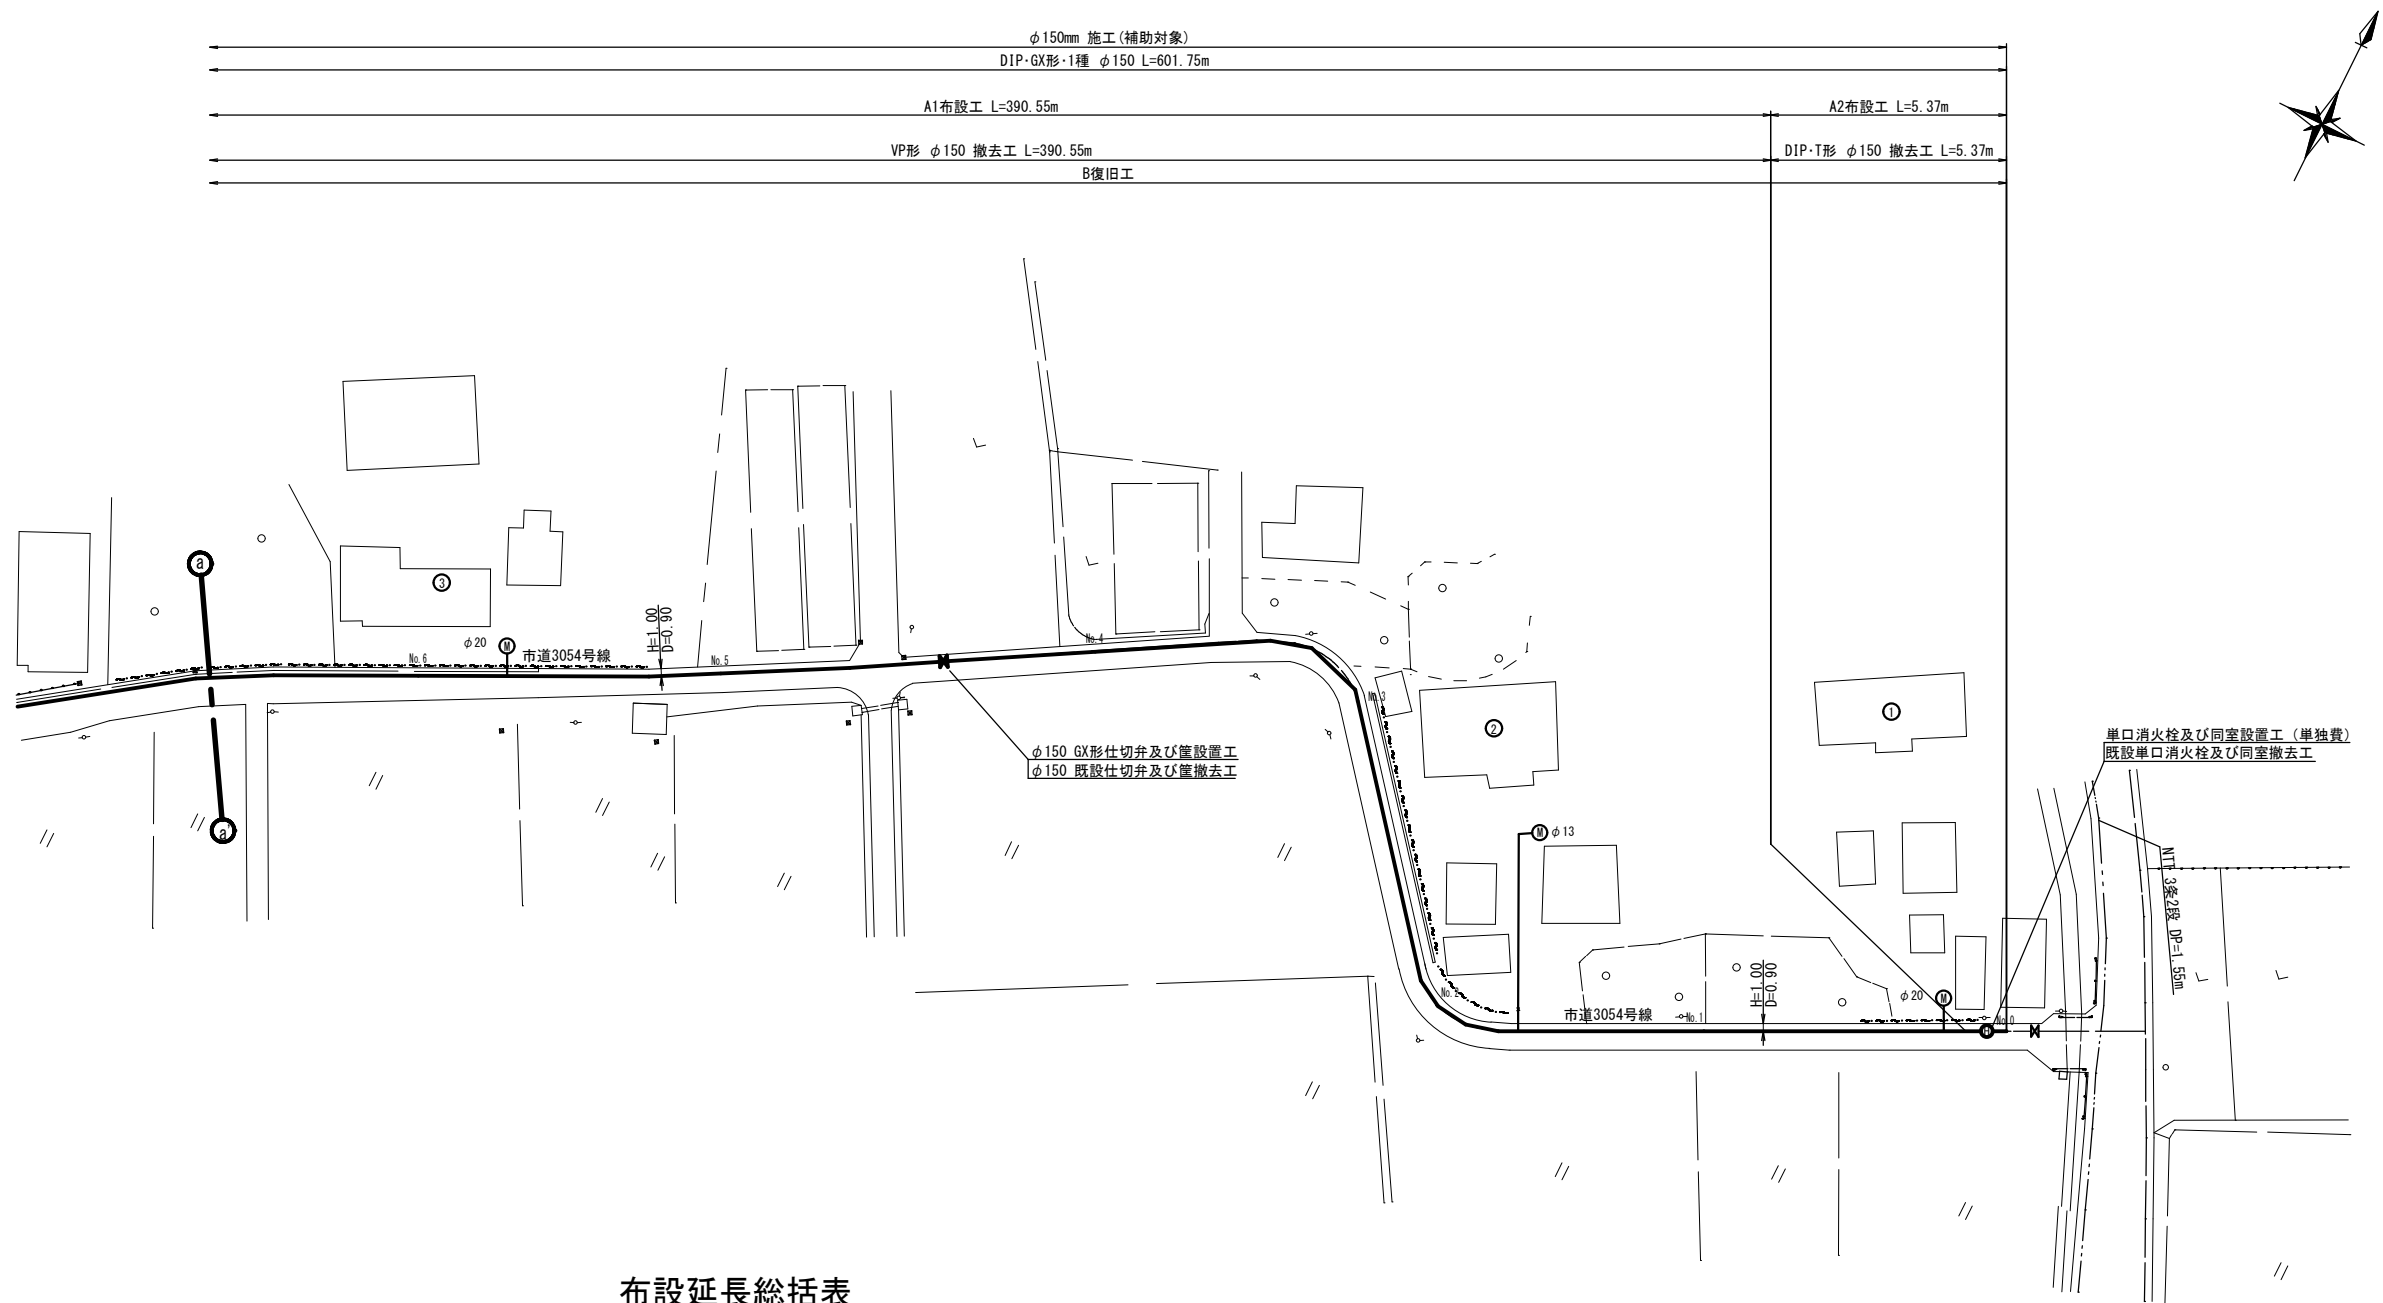 φ150mm 施工(補助対象)
DIP・GX形・1種 φ150 L=601.75m
A1布設工 L=390.55m
A2布設工 L=5.37m
VP形 φ150 撤去工 L=390.55m
DIP・T形 φ150 撤去工 L=5.37m
B復旧工
a
3
φ20
M
市道3054号線
No.6
H=1.00
D=0.90
No.5
No.4
No.3
2
1
a'
φ150 GX形仕切弁及び筐設置工
φ150 既設仕切弁及び筐撤去工
単口消火栓及び同室設置工（単独費）
既設単口消火栓及び同室撤去工
M
φ13
NTT 3条2段 DP=1.55m
No.2
市道3054号線
No.1
H=1.00
D=0.90
φ20
M
H
No.0
布設延長総括表